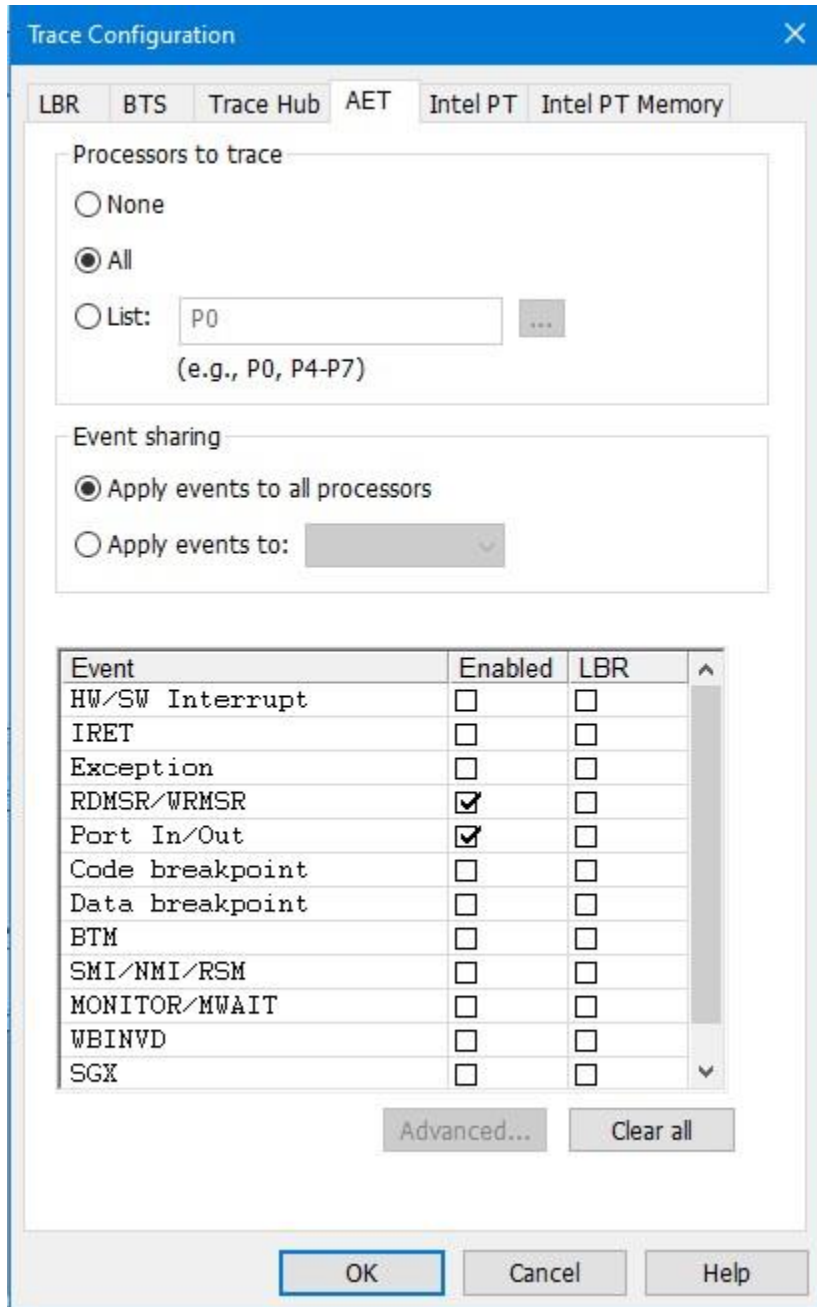 Trace Configuration
LBR BTS Trace Hub AET Intel PT Intel PT Memory
Processors to trace
None
All
List: P0 ...
(e.g., P0, P4-P7)
Event sharing
Apply events to all processors
Apply events to:
Event Enabled LBR
HW/SW Interrupt
IRET
Exception
RDMSR/WRMSR
Port In/Out
Code breakpoint
Data breakpoint
BTM
SMI/NMI/RSM
MONITOR/MWAIT
WBINVD
SGX
Advanced... Clear all
OK Cancel Help